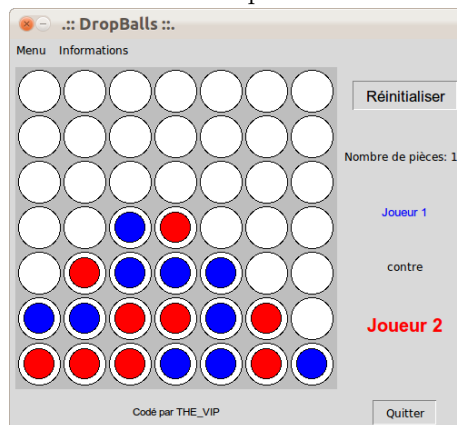 .:: DropBalls ::.
Menu Informations
Réinitialiser
Nombre de pièces: 1
Joueur 1
contre
Joueur 2
Codé par THE_VIP
Quitter